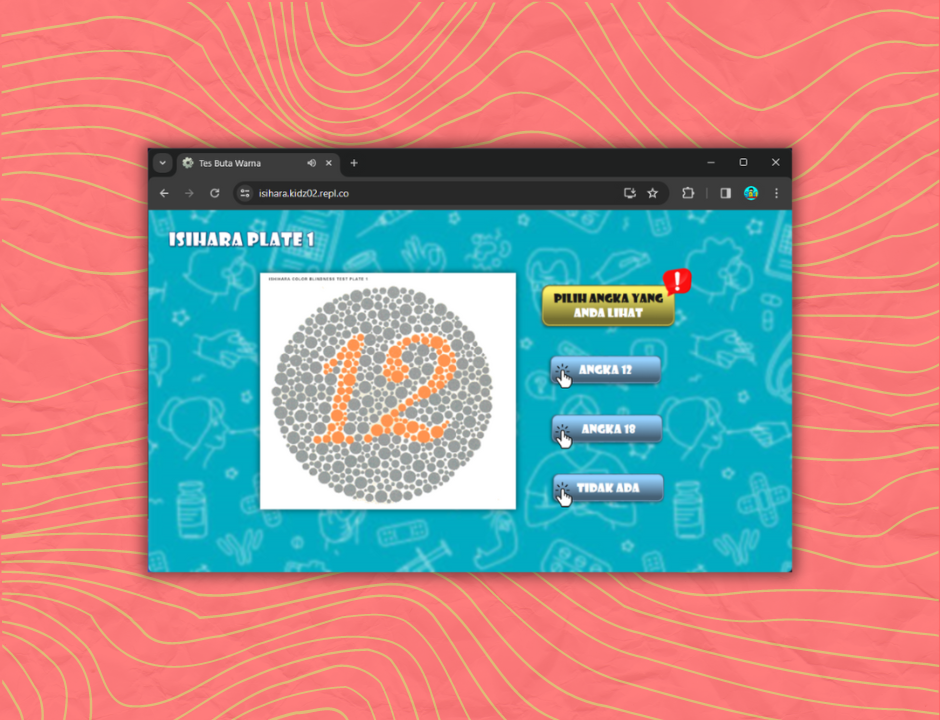 Tes Buta Warna
isihara.kidz02.repl.co
ISIHARA PLATE 1
ISHIHARA COLOR BLINDNESS TEST PLATE 1
12
PILIH ANGKA YANG
ANDA LIHAT
!
ANGKA 12
ANGKA 18
TIDAK ADA